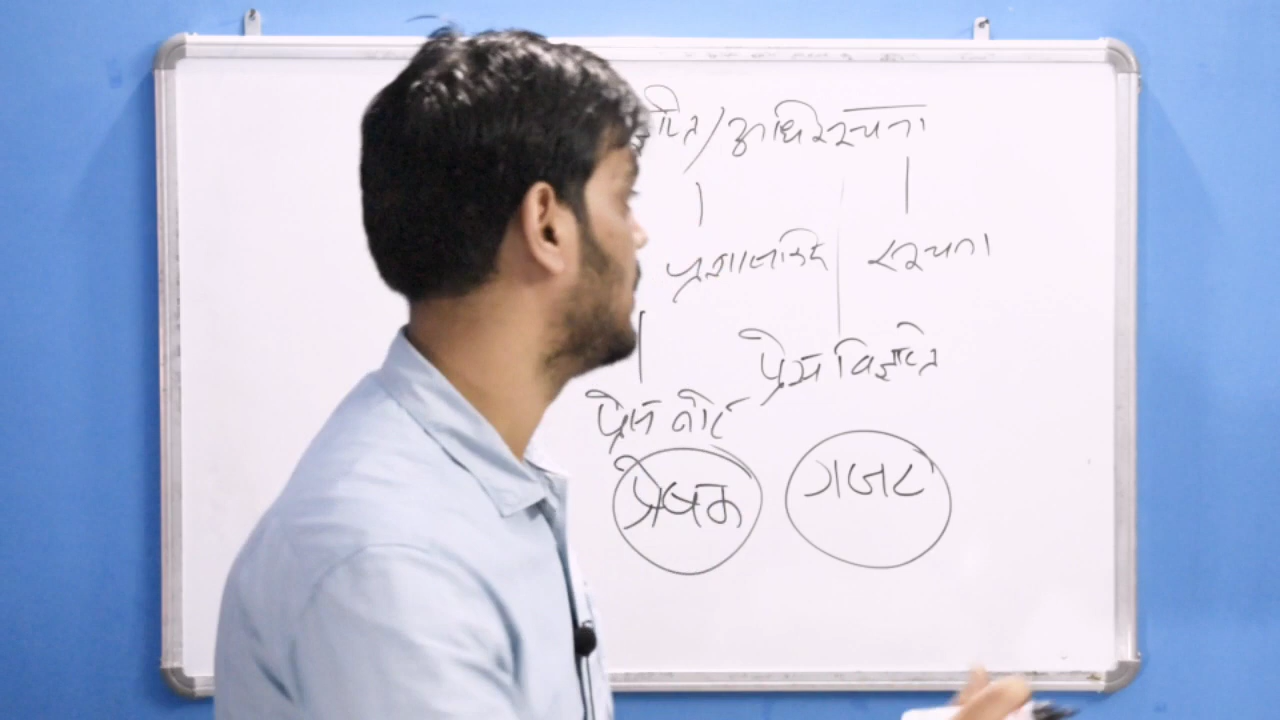 /अधिसूचना
सूचना
प्रेस विज्ञप्ति
प्रेस नोट
प्रेषक गजट